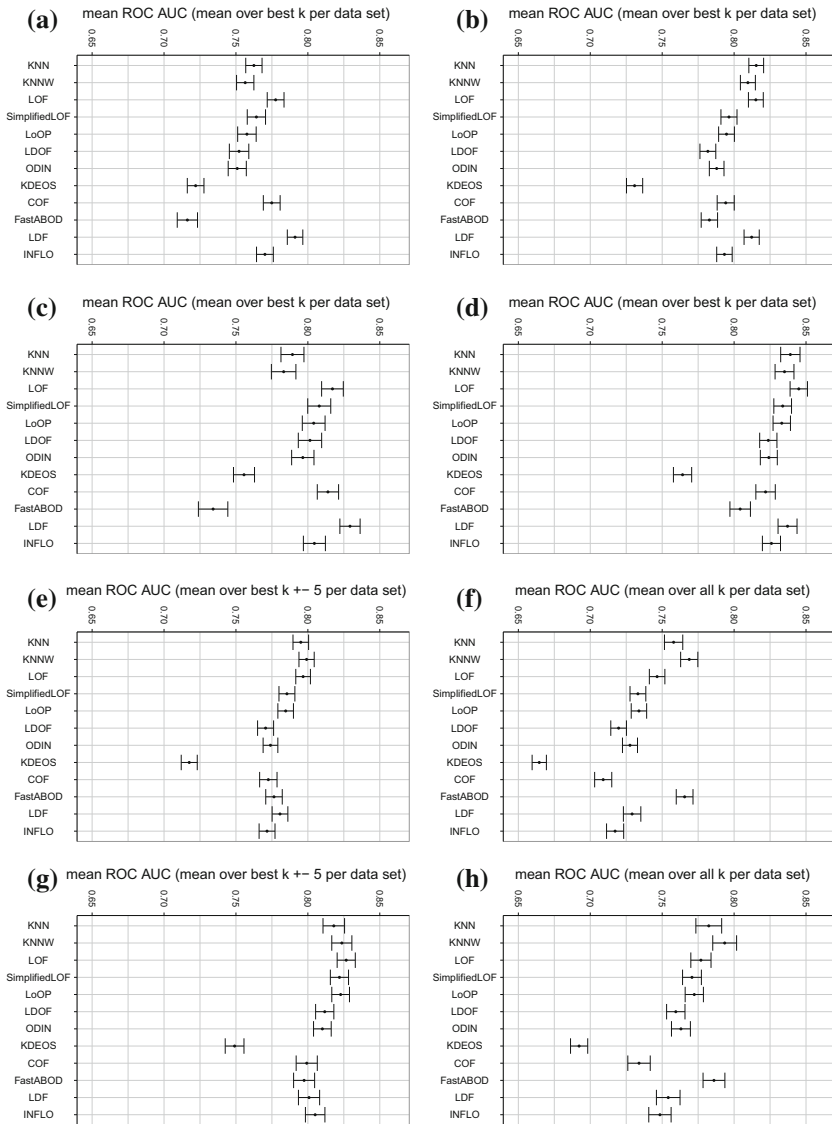 (a) mean ROC AUC (mean over best k per data set)
0.65 0.70 0.75 0.80 0.85
KNN
KNNW
LOF
SimplifiedLOF
LoOP
LDOF
ODIN
KDEOS
COF
FastABOD
LDF
INFLO
(b) mean ROC AUC (mean over best k per data set)
0.65 0.70 0.75 0.80 0.85
KNN
KNNW
LOF
SimplifiedLOF
LoOP
LDOF
ODIN
KDEOS
COF
FastABOD
LDF
INFLO
(c) mean ROC AUC (mean over best k per data set)
0.65 0.70 0.75 0.80 0.85
KNN
KNNW
LOF
SimplifiedLOF
LoOP
LDOF
ODIN
KDEOS
COF
FastABOD
LDF
INFLO
(d) mean ROC AUC (mean over best k per data set)
0.65 0.70 0.75 0.80 0.85
KNN
KNNW
LOF
SimplifiedLOF
LoOP
LDOF
ODIN
KDEOS
COF
FastABOD
LDF
INFLO
(e) mean ROC AUC (mean over best k +− 5 per data set)
0.65 0.70 0.75 0.80 0.85
KNN
KNNW
LOF
SimplifiedLOF
LoOP
LDOF
ODIN
KDEOS
COF
FastABOD
LDF
INFLO
(f) mean ROC AUC (mean over all k per data set)
0.65 0.70 0.75 0.80 0.85
KNN
KNNW
LOF
SimplifiedLOF
LoOP
LDOF
ODIN
KDEOS
COF
FastABOD
LDF
INFLO
(g) mean ROC AUC (mean over best k +− 5 per data set)
0.65 0.70 0.75 0.80 0.85
KNN
KNNW
LOF
SimplifiedLOF
LoOP
LDOF
ODIN
KDEOS
COF
FastABOD
LDF
INFLO
(h) mean ROC AUC (mean over all k per data set)
0.65 0.70 0.75 0.80 0.85
KNN
KNNW
LOF
SimplifiedLOF
LoOP
LDOF
ODIN
KDEOS
COF
FastABOD
LDF
INFLO